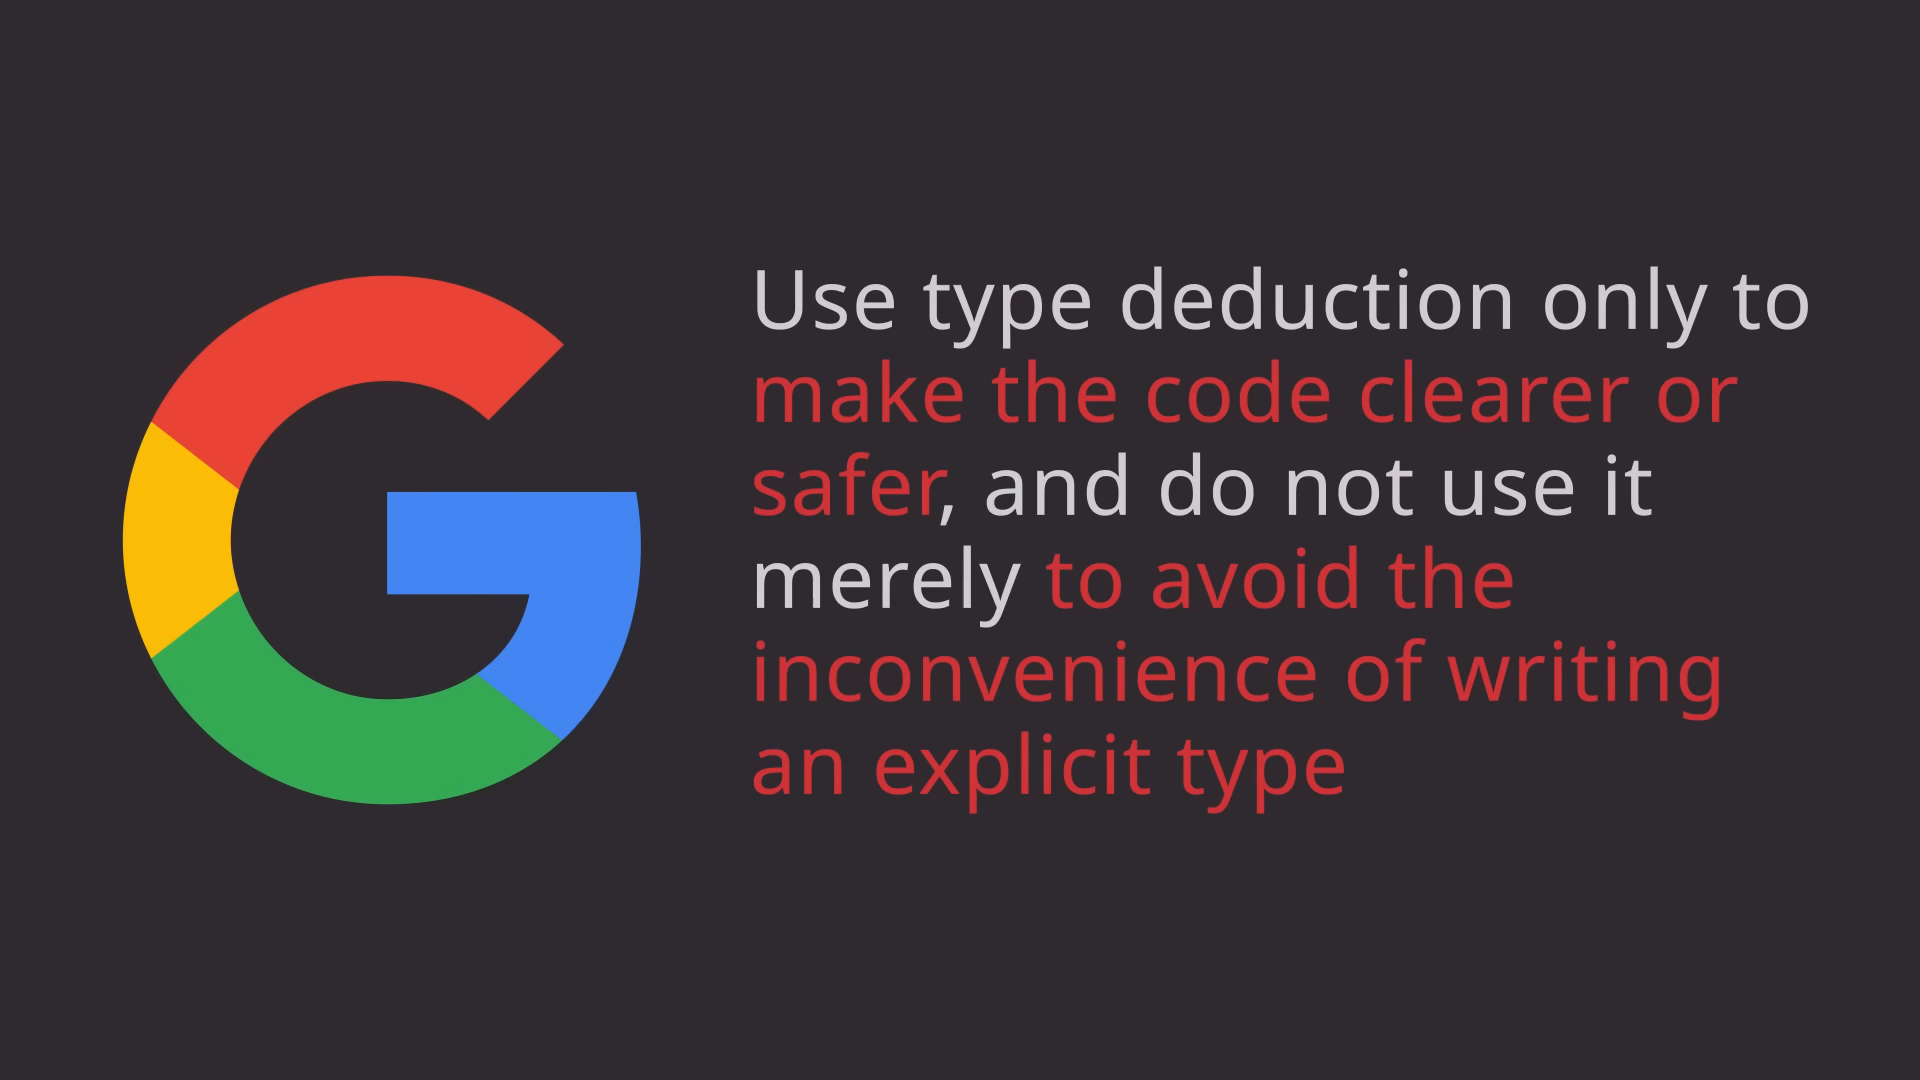 Use type deduction only to
make the code clearer or
safer, and do not use it
merely to avoid the
inconvenience of writing
an explicit type